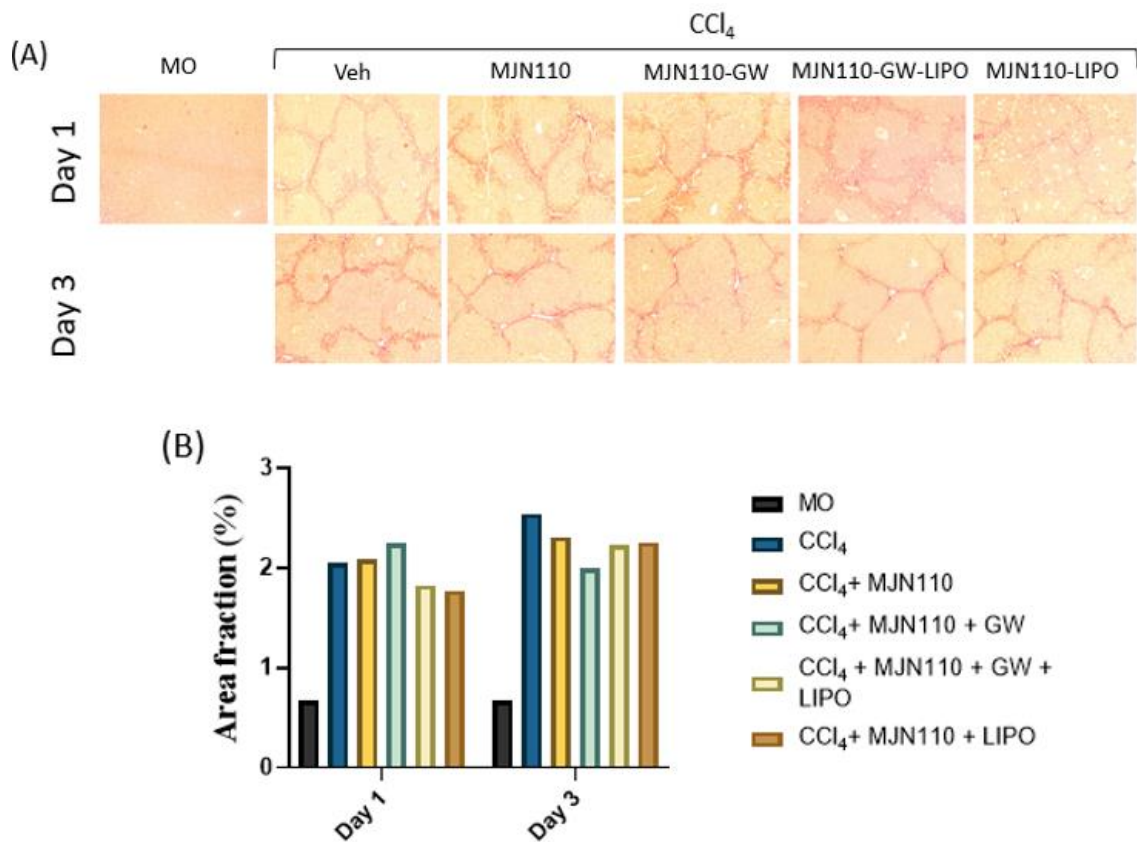 (A)
CCl₄
MO
Veh
MJN110
MJN110-GW
MJN110-GW-LIPO
MJN110-LIPO
Day 1
Day 3
(B)
Area fraction (%)
3
2
1
0
Day 1
Day 3
MO
CCl₄
CCl₄+ MJN110
CCl₄+ MJN110 + GW
CCl₄ + MJN110 + GW +
LIPO
CCl₄+ MJN110 + LIPO